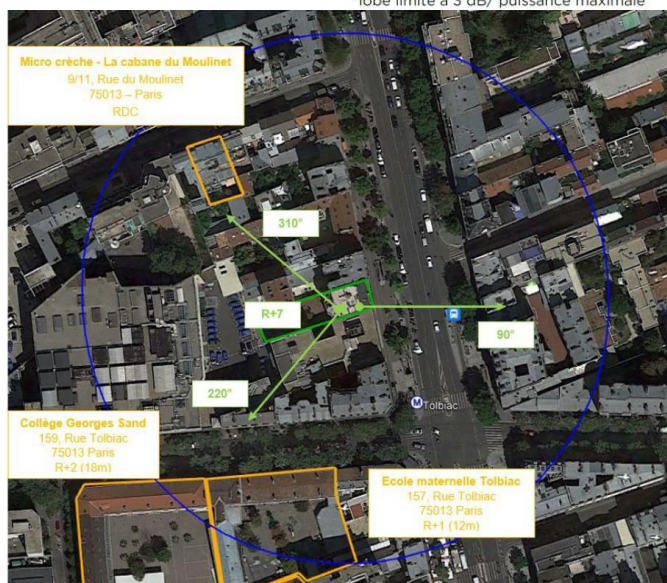 lobe limité à 3 dB/ puissance maximale
Micro crèche - La cabane du Moulinet
9/11, Rue du Moulinet
75013 – Paris
RDC
310°
R+7
90°
220°
M Tolbiac
Collège Georges Sand
159, Rue Tolbiac
75013 Paris
R+2 (18m)
Ecole maternelle Tolbiac
157, Rue Tolbiac
75013 Paris
R+1 (12m)